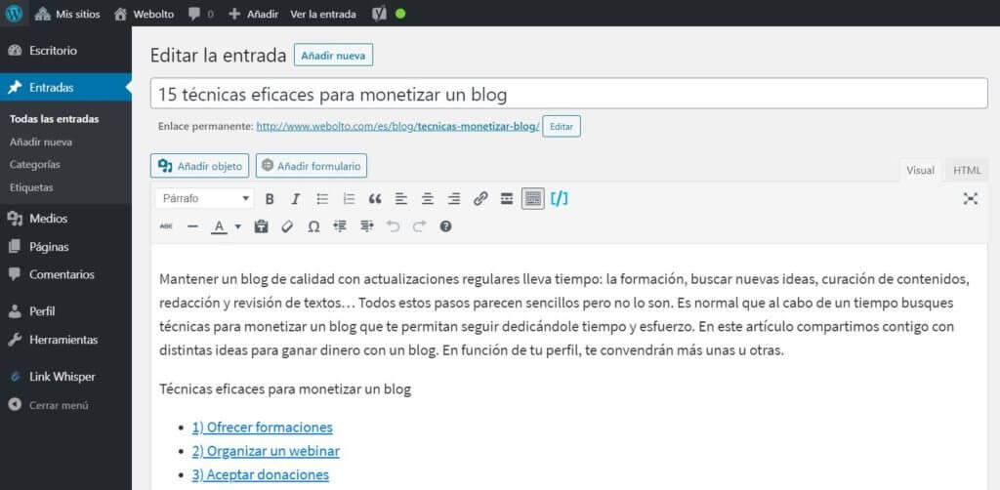 Mis sitios Webolto 0 Añadir Ver la entrada
Escritorio
Entradas
Todas las entradas
Añadir nueva
Categorías
Etiquetas
Medios
Páginas
Comentarios
Perfil
Herramientas
Link Whisper
Cerrar menú
Editar la entrada Añadir nueva
15 técnicas eficaces para monetizar un blog
Enlace permanente: http://www.webolto.com/es/blog/tecnicas-monetizar-blog/ Editar
Añadir objeto Añadir formulario
Visual HTML
Párrafo B I [/]
ABC A Ω
Mantener un blog de calidad con actualizaciones regulares lleva tiempo: la formación, buscar nuevas ideas, curación de contenidos,
redacción y revisión de textos… Todos estos pasos parecen sencillos pero no lo son. Es normal que al cabo de un tiempo busques
técnicas para monetizar un blog que te permitan seguir dedicándole tiempo y esfuerzo. En este artículo compartimos contigo con
distintas ideas para ganar dinero con un blog. En función de tu perfil, te convendrán más unas u otras.
Técnicas eficaces para monetizar un blog
1) Ofrecer formaciones
2) Organizar un webinar
3) Aceptar donaciones